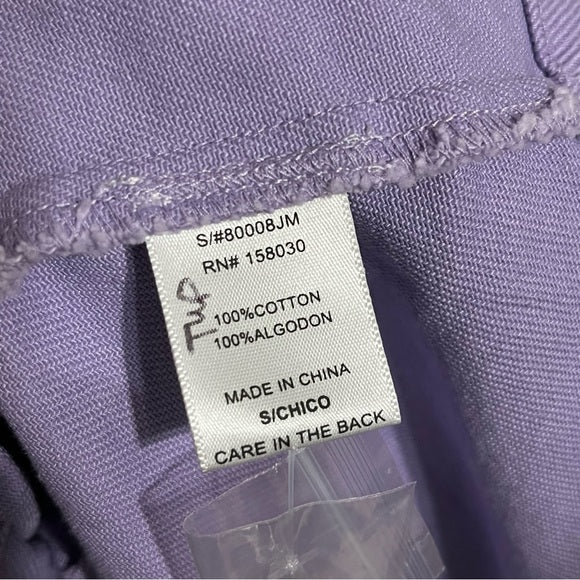 S/#80008JM
RN# 158030
100%COTTON
100%ALGODON
MADE IN CHINA
S/CHICO
CARE IN THE BACK